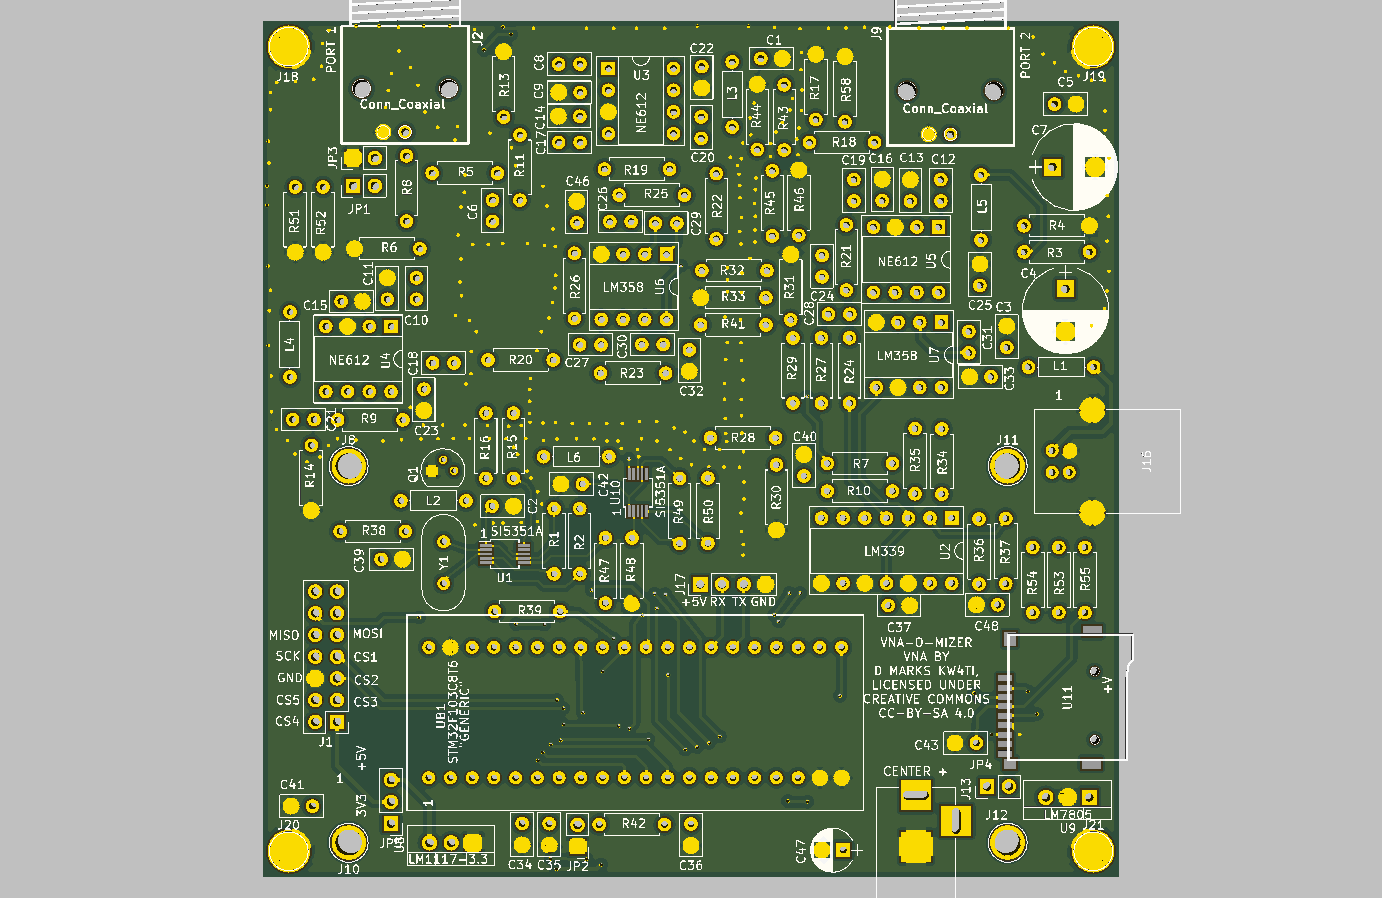 PORT 1
J2
J18
Conn_Coaxial
R13
C8
C9
C14
C17
U3
NE612
C22
C20
L3
C1
R44
R43
R17
R58
R18
J9
PORT 2
J19
Conn_Coaxial
C5
C7
JP3
JP1
R8
R5
R11
C6
R51
R52
R6
C46
C26
R19
R25
C29
R22
R45
R46
C19
C16
C13
C12
L5
R4
R3
C4
C11
C15
C10
L4
NE612
U4
C18
R9
C23
R26
LM358
U6
R32
R33
R41
R31
C24
R21
NE612
U5
C25
C28
C3
C27
C30
R20
R23
C32
R29
R27
R24
LM358
U7
C31
C33
L1
1
J8
R14
Q1
R16
R15
L6
C42
U10
SI5351A
R28
C40
R7
R10
R35
R34
J11
J16
L2
C2
R49
R50
R30
R38
C39
Y1
1
SI5351A
U1
R1
R2
R47
R48
LM339
U2
R36
R37
R54
R53
R55
J17
+5V RX TX GND
R39
C37
C48
MISO
MOSI
SCK
CS1
GND
CS2
CS5
CS3
CS4
J1
UB1
STM32F103C8T6
"GENERIC"
1
VNA-O-MIZER
VNA BY
D MARKS KW4TI,
LICENSED UNDER
CREATIVE COMMONS
CC-BY-SA 4.0
U11
+V
C43
JP4
CENTER +
J13
+5V
1
3V3
C41
J20
J10
LM1117-3.3
C34
C35
JP2
R42
C36
C47
J12
LM7805
U9
J21